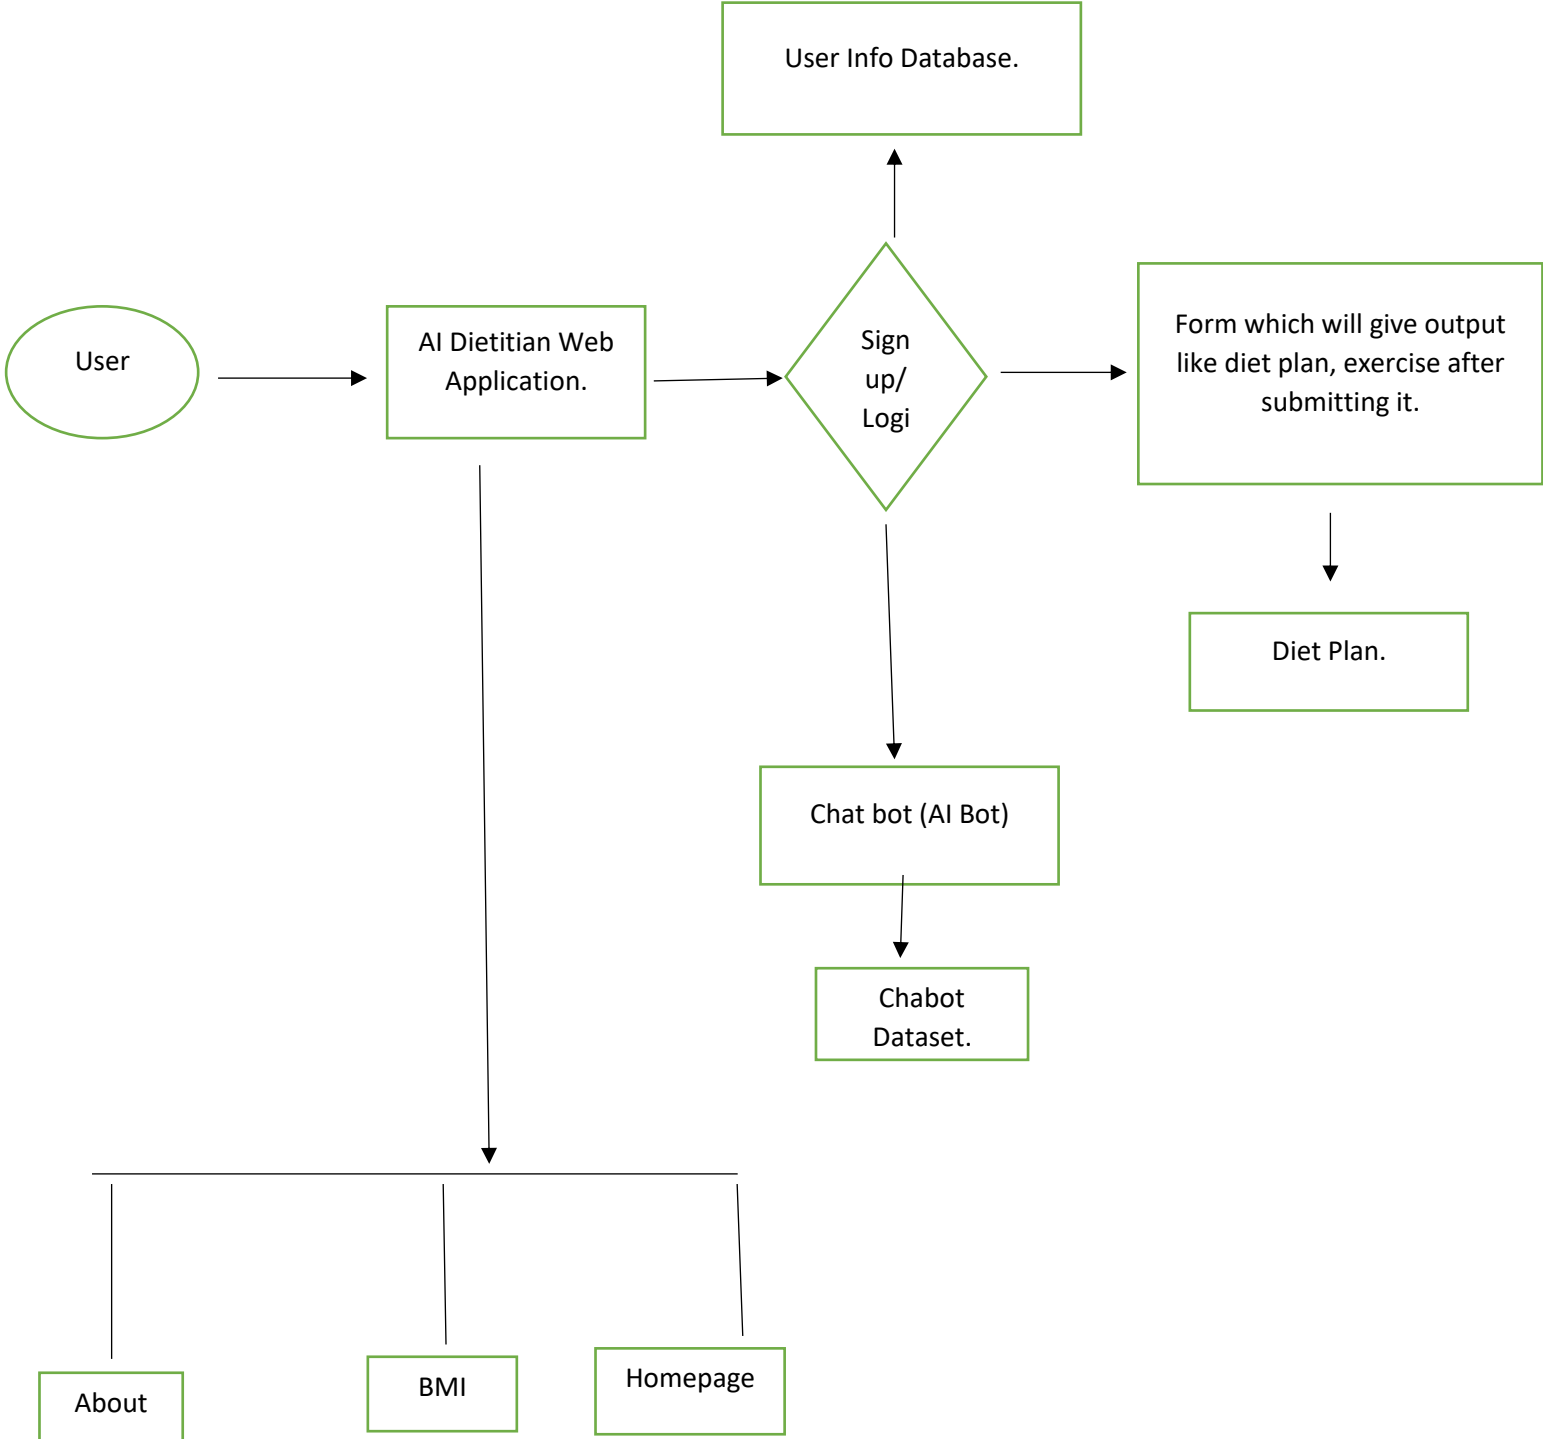 User Info Database.
User
AI Dietitian Web
Application.
Sign
up/
Logi
Form which will give output
like diet plan, exercise after
submitting it.
Diet Plan.
Chat bot (AI Bot)
Chabot
Dataset.
About
BMI
Homepage